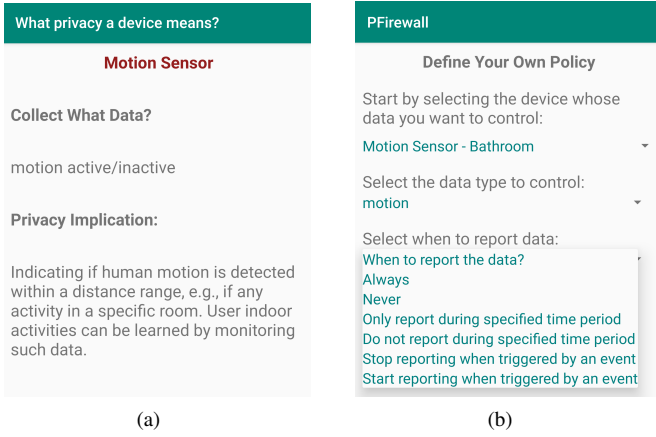 What privacy a device means?
Motion Sensor
Collect What Data?
motion active/inactive
Privacy Implication:
Indicating if human motion is detected
within a distance range, e.g., if any
activity in a specific room. User indoor
activities can be learned by monitoring
such data.
(a)
PFirewall
Define Your Own Policy
Start by selecting the device whose
data you want to control:
Motion Sensor - Bathroom
Select the data type to control:
motion
Select when to report data:
When to report the data?
Always
Never
Only report during specified time period
Do not report during specified time period
Stop reporting when triggered by an event
Start reporting when triggered by an event
(b)